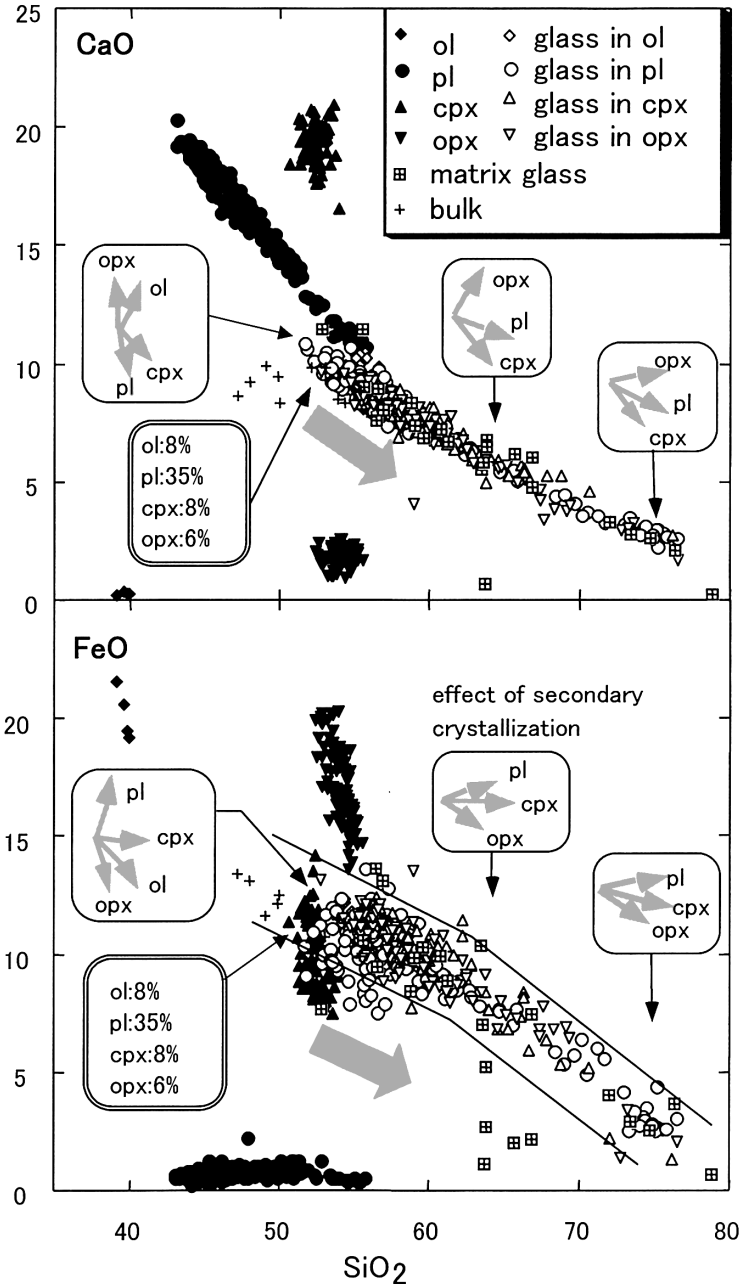 25
CaO
ol
glass in ol
pl
glass in pl
cpx
glass in cpx
opx
glass in opx
matrix glass
bulk
20
15
opx
ol
cpx
pl
opx
pl
cpx
opx
pl
cpx
10
ol:8%
pl:35%
cpx:8%
opx:6%
5
0
FeO
effect of secondary
crystallization
20
pl
cpx
ol
opx
pl
cpx
opx
pl
cpx
opx
15
10
ol:8%
pl:35%
cpx:8%
opx:6%
5
0
40
50
60
70
80
SiO2